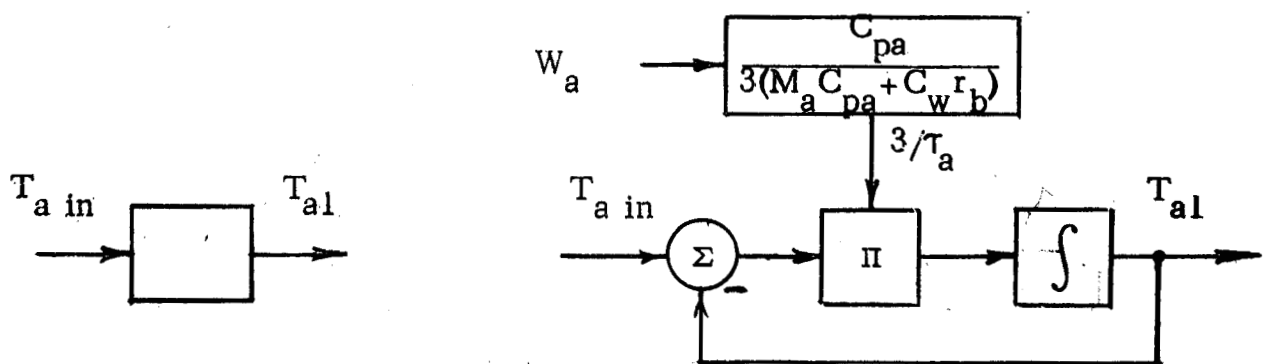 C_pa
W_a
3(M_a C_pa + C_w r_b)
3/τ_a
T_a in
T_a1
T_a in
T_a1
Σ
Π
∫
−